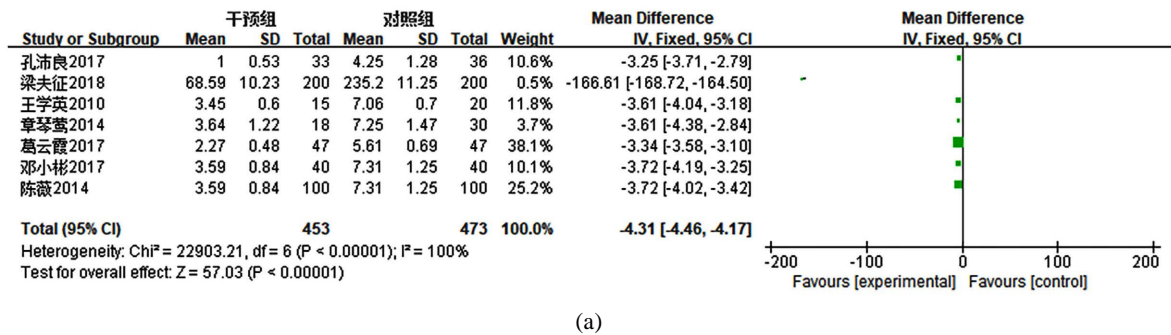 干预组 对照组 Mean Difference Mean Difference
Study or Subgroup Mean SD Total Mean SD Total Weight IV, Fixed, 95% CI IV, Fixed, 95% CI
孔沛良2017 1 0.53 33 4.25 1.28 36 10.6% -3.25 [-3.71, -2.79]
梁夫征2018 68.59 10.23 200 235.2 11.25 200 0.5% -166.61 [-168.72, -164.50]
王学英2010 3.45 0.6 15 7.06 0.7 20 11.8% -3.61 [-4.04, -3.18]
章琴莺2014 3.64 1.22 18 7.25 1.47 30 3.7% -3.61 [-4.38, -2.84]
葛云霞2017 2.27 0.48 47 5.61 0.69 47 38.1% -3.34 [-3.58, -3.10]
邓小彬2017 3.59 0.84 40 7.31 1.25 40 10.1% -3.72 [-4.19, -3.25]
陈薇2014 3.59 0.84 100 7.31 1.25 100 25.2% -3.72 [-4.02, -3.42]
Total (95% CI) 453 473 100.0% -4.31 [-4.46, -4.17]
Heterogeneity: Chi² = 22903.21, df = 6 (P < 0.00001); I² = 100%
Test for overall effect: Z = 57.03 (P < 0.00001)
-200 -100 0 100 200
Favours [experimental] Favours [control]
(a)